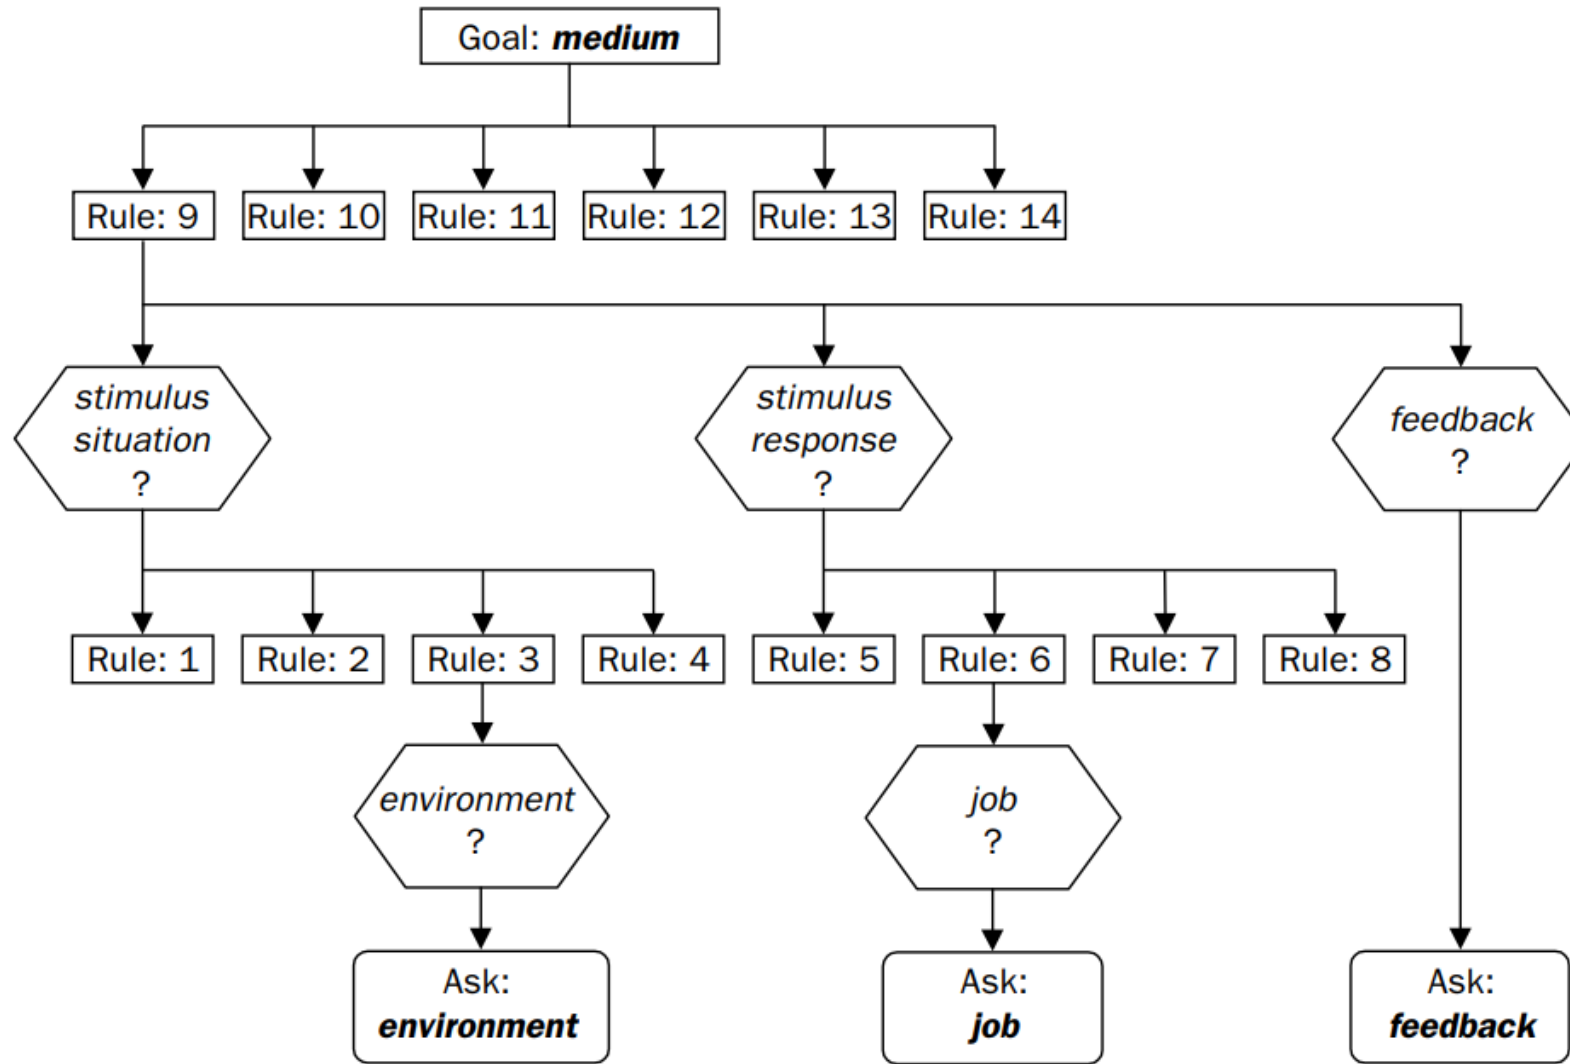 Goal: medium
Rule: 9
Rule: 10
Rule: 11
Rule: 12
Rule: 13
Rule: 14
stimulus
situation
?
stimulus
response
?
feedback
?
Rule: 1
Rule: 2
Rule: 3
Rule: 4
Rule: 5
Rule: 6
Rule: 7
Rule: 8
environment
?
job
?
Ask:
environment
Ask:
job
Ask:
feedback